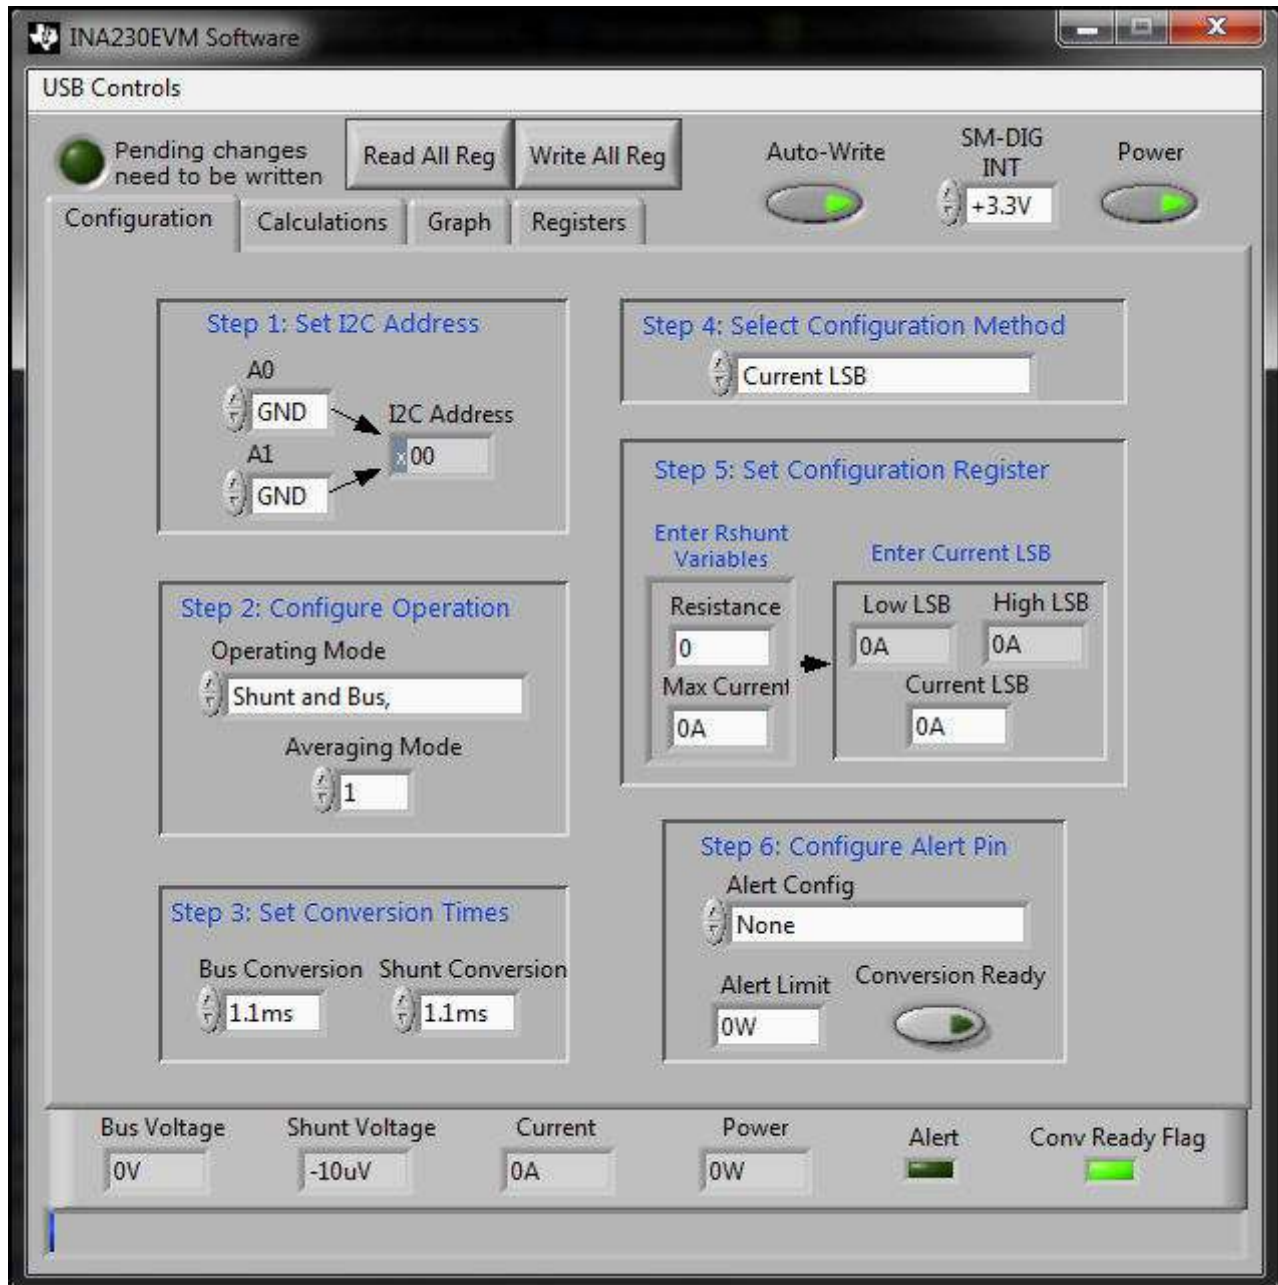 INA230EVM Software
USB Controls
Pending changes
need to be written
Read All Reg
Write All Reg
Auto-Write
SM-DIG
INT
+3.3V
Power
Configuration
Calculations
Graph
Registers
Step 1: Set I2C Address
A0
GND
I2C Address
x 00
A1
GND
Step 2: Configure Operation
Operating Mode
Shunt and Bus,
Averaging Mode
1
Step 3: Set Conversion Times
Bus Conversion
Shunt Conversion
1.1ms
1.1ms
Step 4: Select Configuration Method
Current LSB
Step 5: Set Configuration Register
Enter Rshunt
Variables
Resistance
0
Max Current
0A
Enter Current LSB
Low LSB
High LSB
0A
0A
Current LSB
0A
Step 6: Configure Alert Pin
Alert Config
None
Alert Limit
0W
Conversion Ready
Bus Voltage
Shunt Voltage
Current
Power
Alert
Conv Ready Flag
0V
-10uV
0A
0W